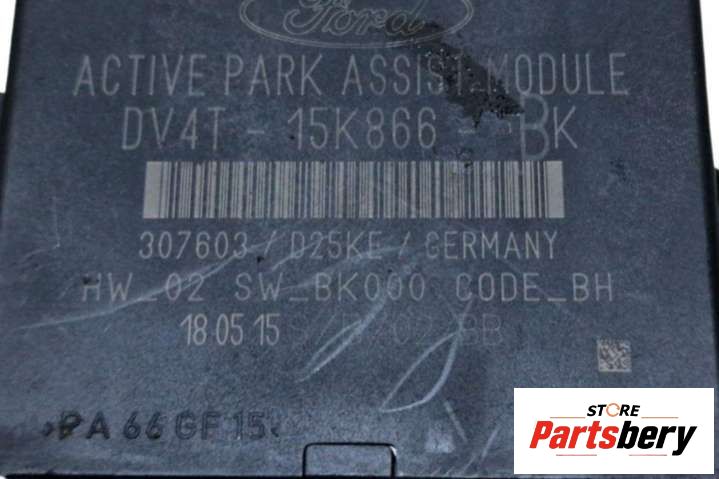 Ford
ACTIVE PARK ASSIST MODULE
DV4T - 15K866 - BK
307603 / D25KE / GERMANY
HW_02 SW_BK000 CODE_BH
18.05.15
>PA 66 GF 15<
STORE
Partsbery